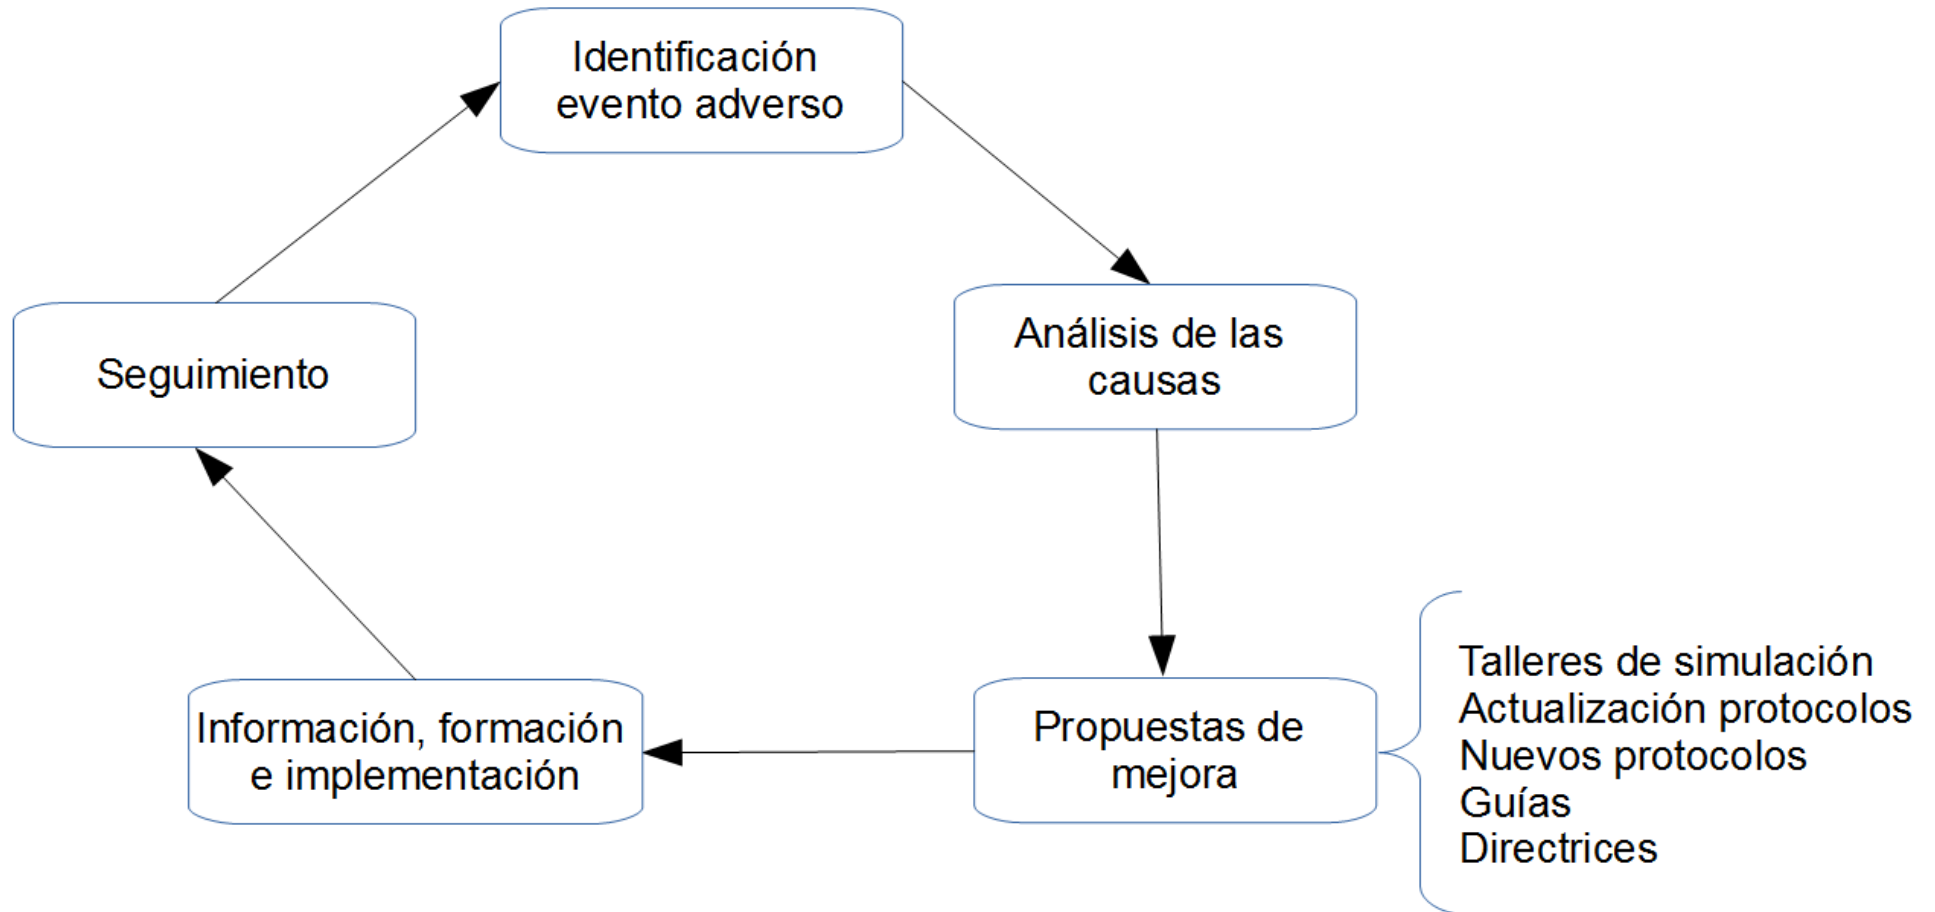 Identificación
evento adverso
Análisis de las
causas
Seguimiento
Talleres de simulación
Actualización protocolos
Nuevos protocolos
Guías
Directrices
Propuestas de
mejora
Información, formación
e implementación